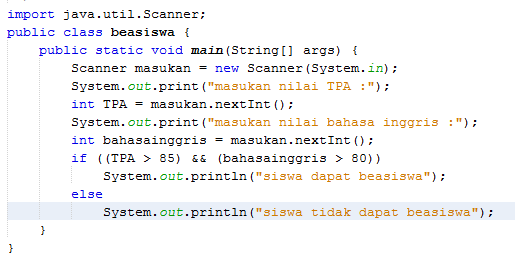 import java.util.Scanner;
public class beasiswa {
    public static void main(String[] args) {
        Scanner masukan = new Scanner(System.in);
        System.out.print("masukan nilai TPA :");
        int TPA = masukan.nextInt();
        System.out.print("masukan nilai bahasa inggris :");
        int bahasainggris = masukan.nextInt();
        if ((TPA > 85) && (bahasainggris > 80))
            System.out.println("siswa dapat beasiswa");
        else
            System.out.println("siswa tidak dapat beasiswa");
    }
}